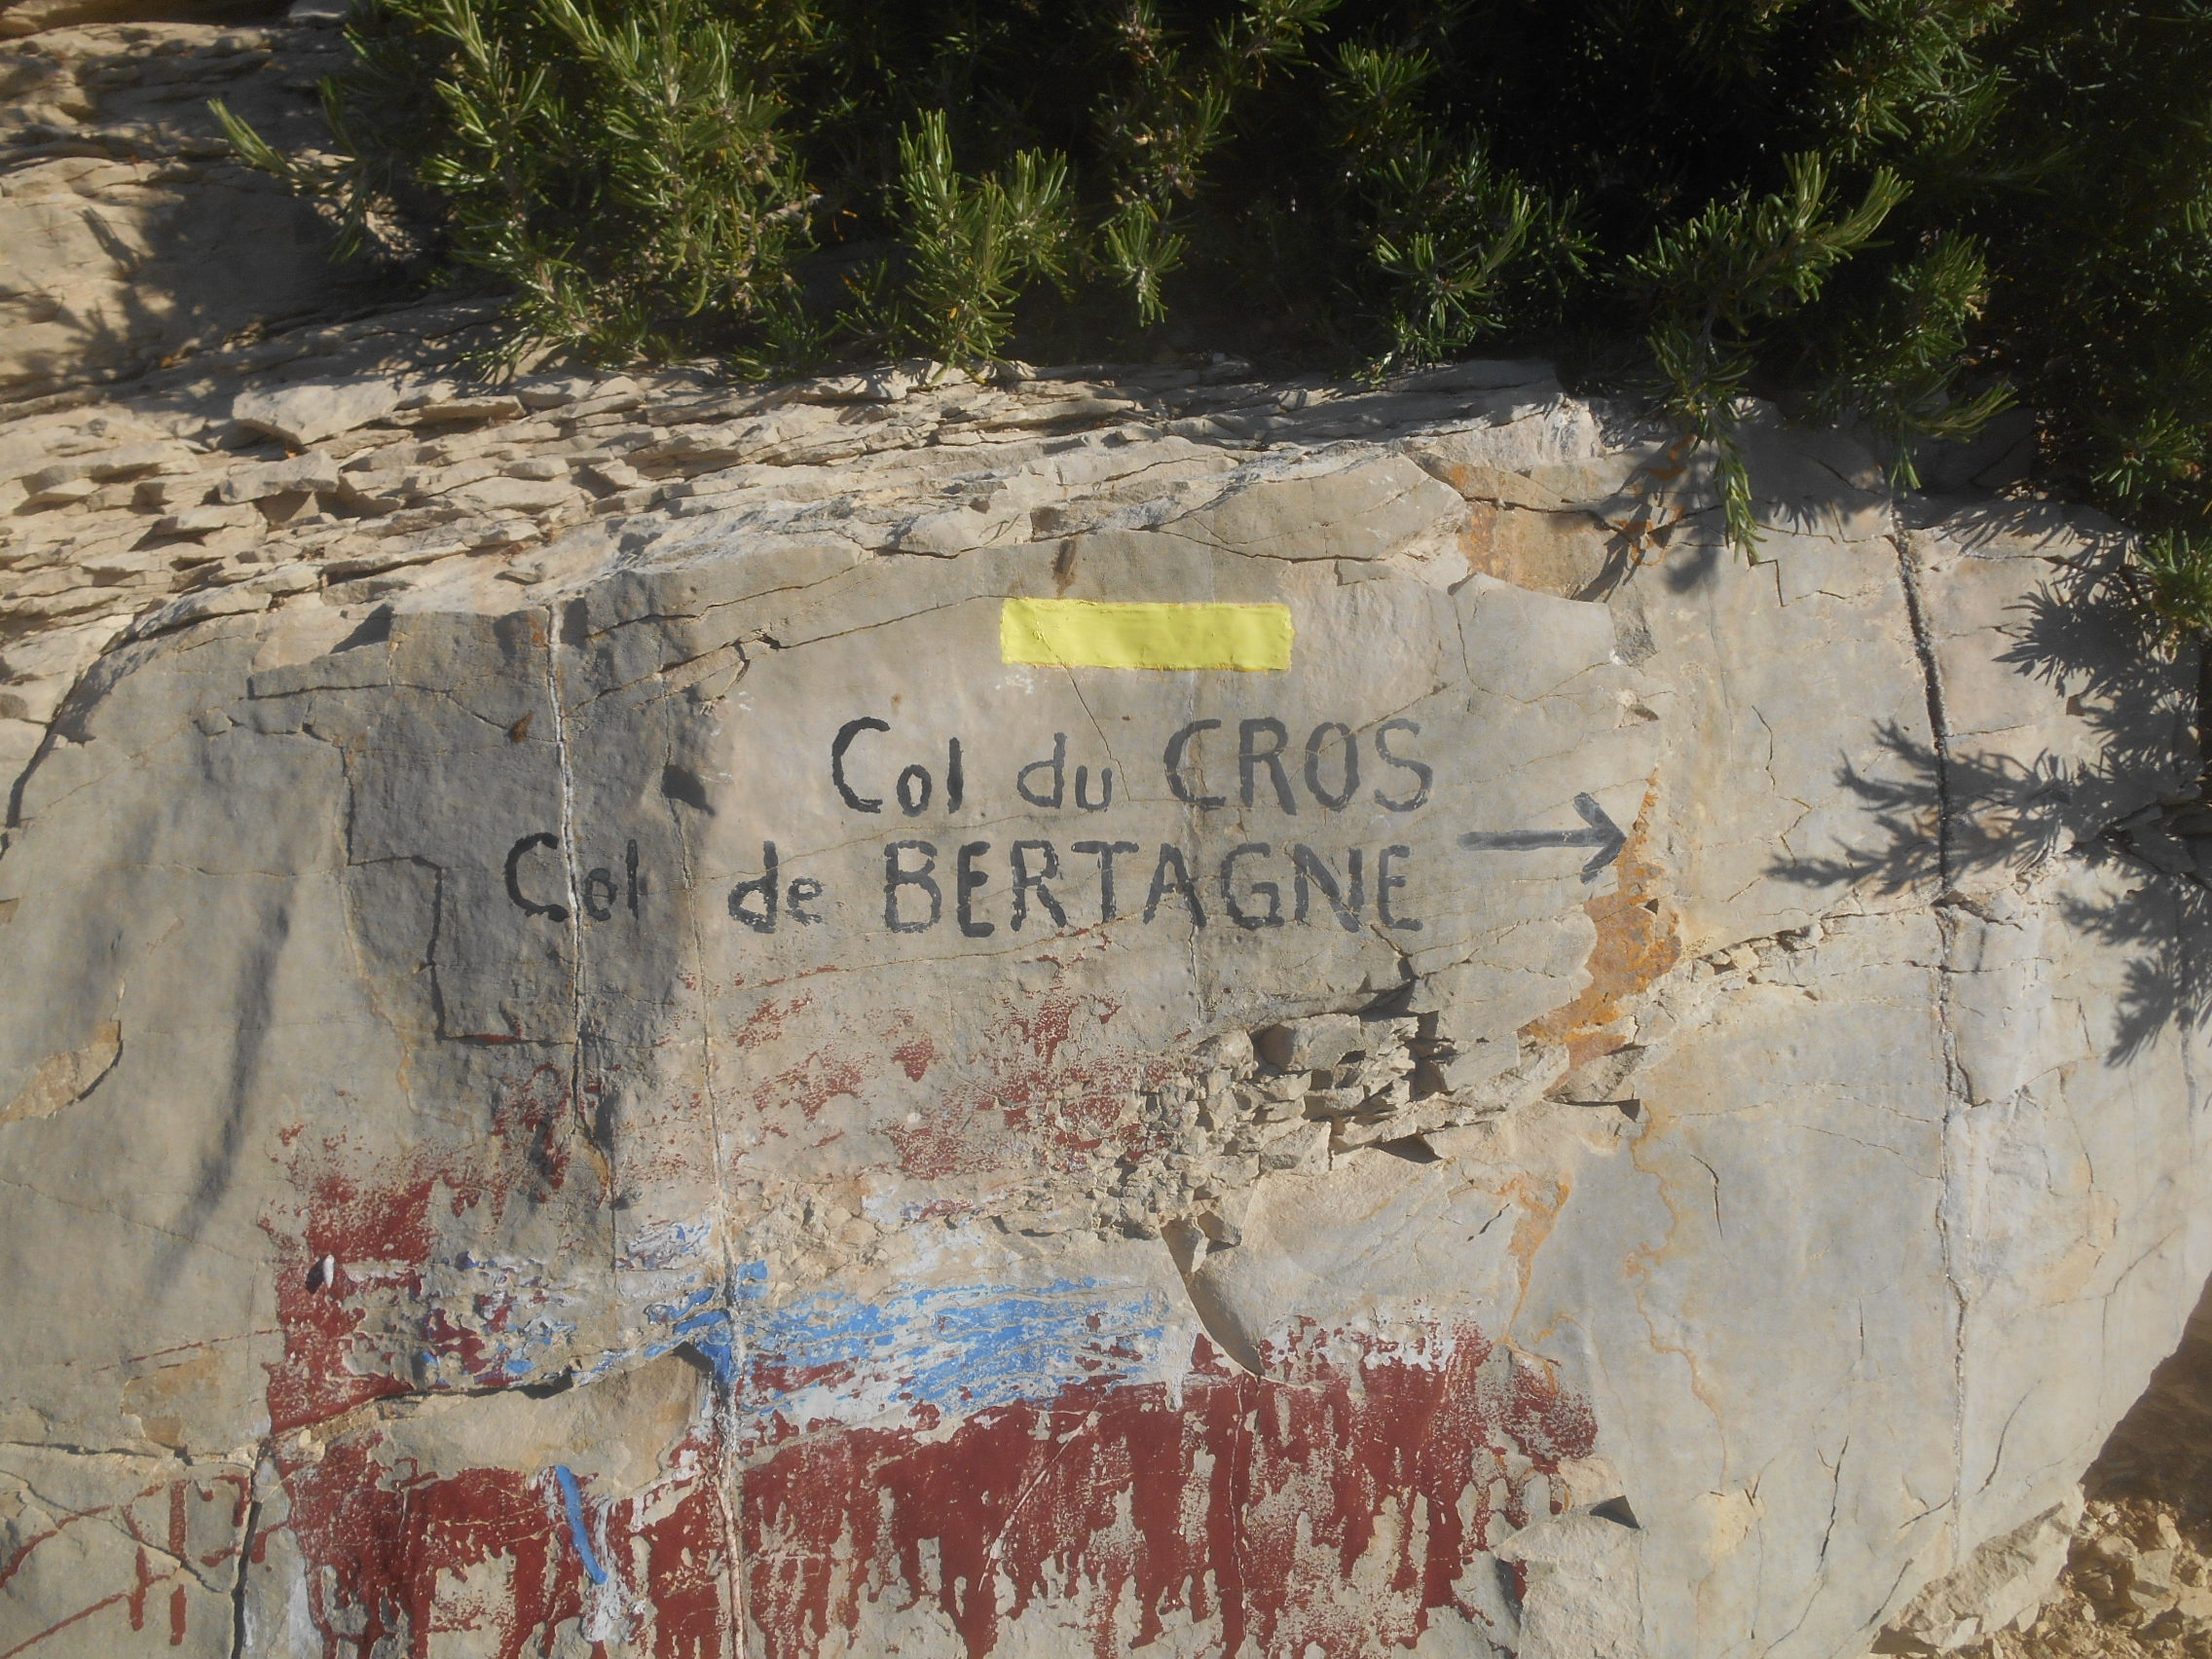 Col du CROS
Col de BERTAGNE →